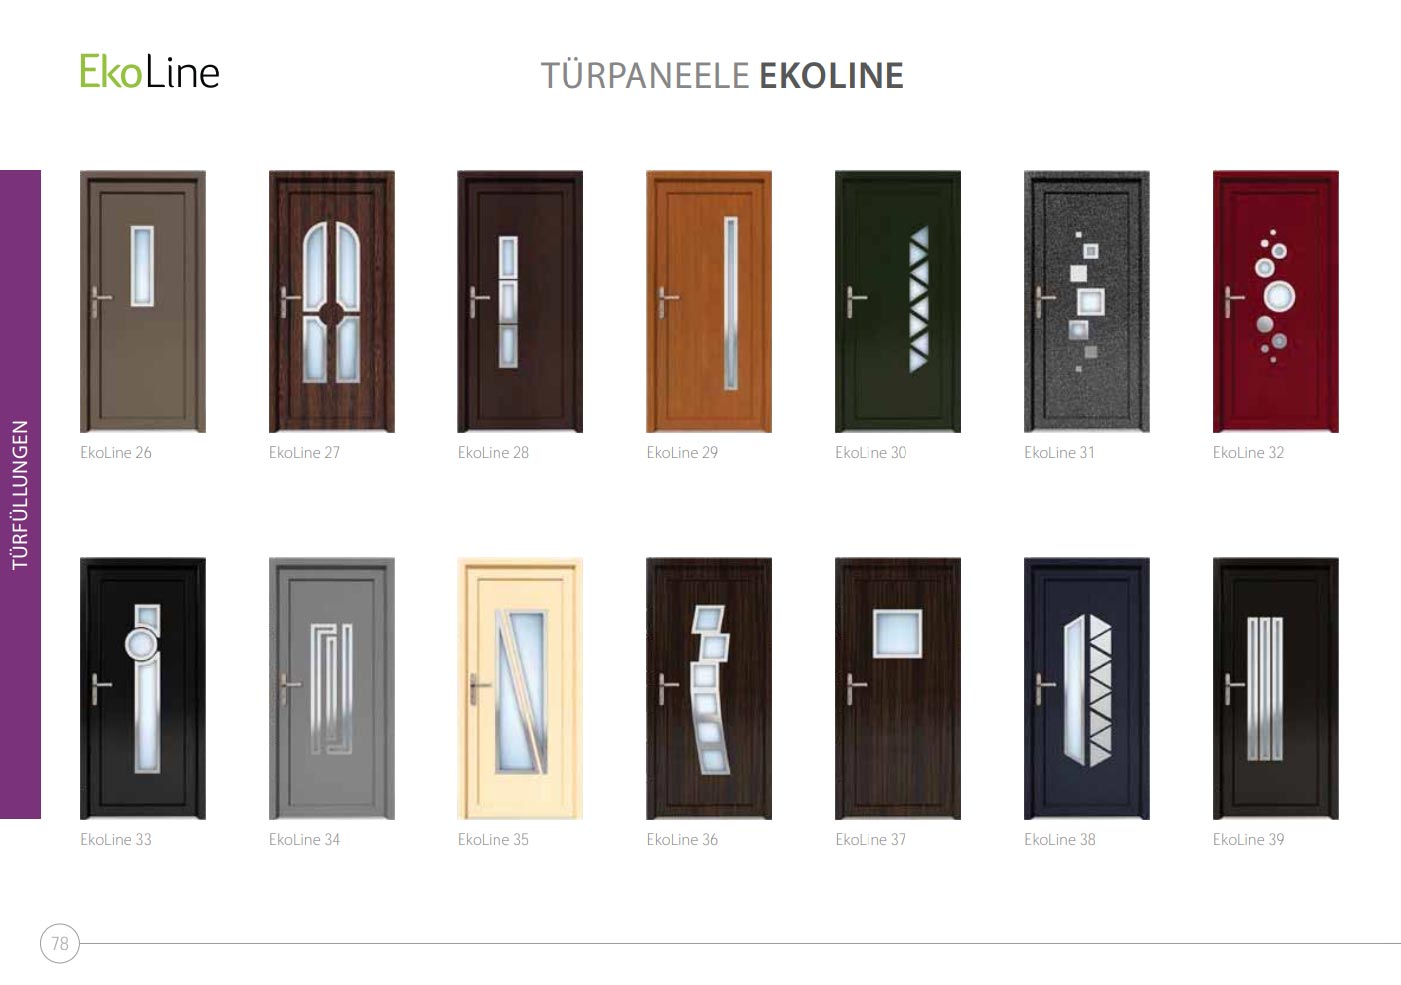 EkoLine
TÜRPANEELE EKOLINE
TÜRFÜLLUNGEN
EkoLine 26
EkoLine 27
EkoLine 28
EkoLine 29
EkoLine 30
EkoLine 31
EkoLine 32
EkoLine 33
EkoLine 34
EkoLine 35
EkoLine 36
EkoLine 37
EkoLine 38
EkoLine 39
78